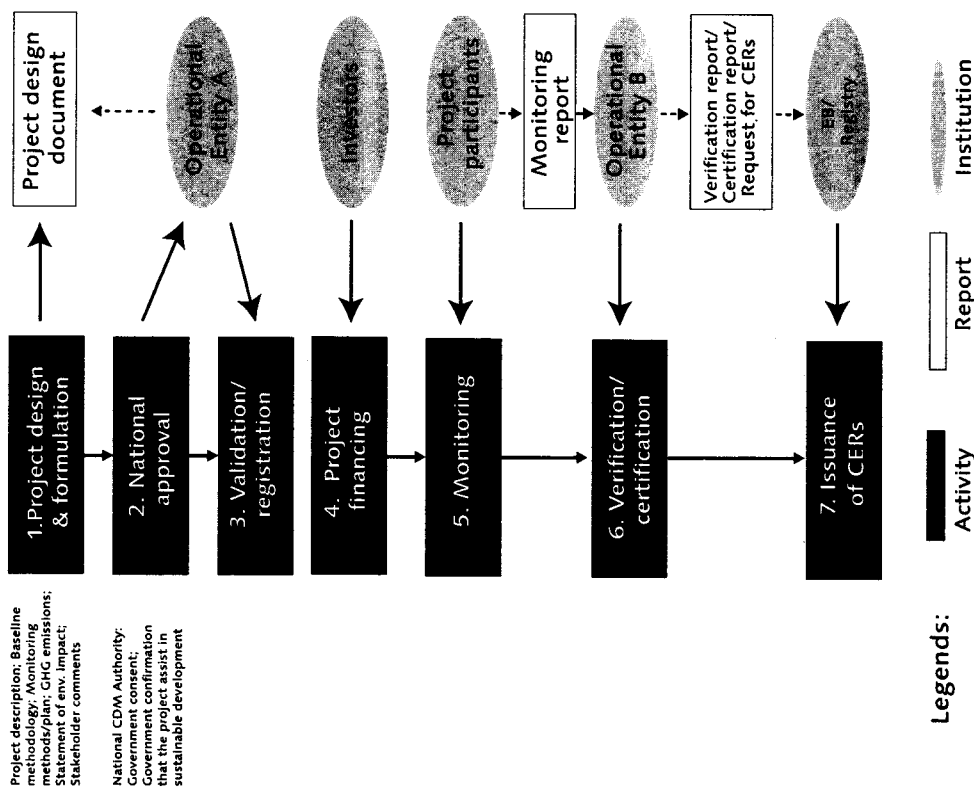 Project description; Baseline
methodology: Monitoring
methods/plan; GHG emissions;
Statement of env. Impact;
Stakeholder comments
National CDM Authority:
Government consent;
Government confirmation
that the project assist in
sustainable development
1.Project design
& formulation
2. National
approval
3. Validation/
registration
4. Project
financing
5. Monitoring
6. Verification/
certification
7. Issuance
of CERs
Project design
document
Operational
Entity A
Investors
Project
participants
Monitoring
report
Operational
Entity B
Verification report/
Certification report/
Request for CERs
EB/
Registry
Legends:
Activity
Report
Institution